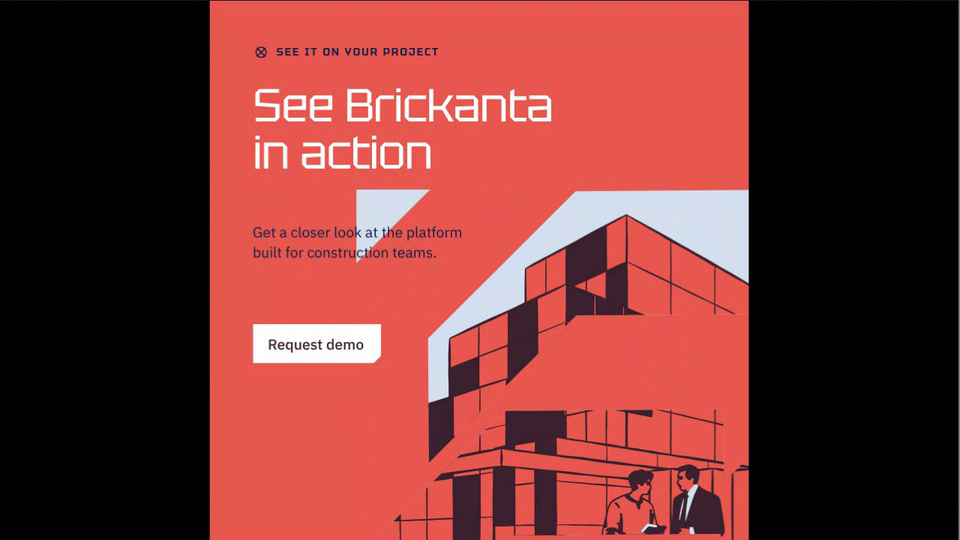 SEE IT ON YOUR PROJECT
See Brickanta
in action
Get a closer look at the platform
built for construction teams.
Request demo